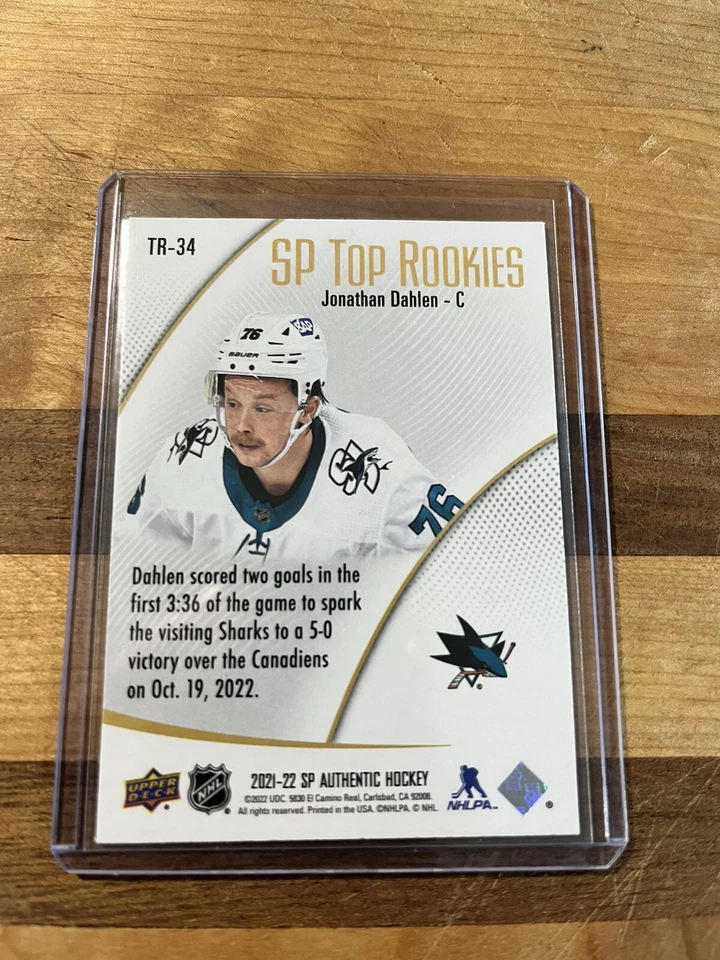 TR-34
SP TOP ROOKIES
Jonathan Dahlen - C
76
SAP
BAUER
76
Dahlen scored two goals in the
first 3:36 of the game to spark
the visiting Sharks to a 5-0
victory over the Canadiens
on Oct. 19, 2022.
UPPER
DECK
NHL
2021-22 SP AUTHENTIC HOCKEY
©2022 UDC. 5830 El Camino Real, Carlsbad, CA 92008.
All rights reserved. Printed in the USA. ©NHLPA. © NHL.
NHLPA